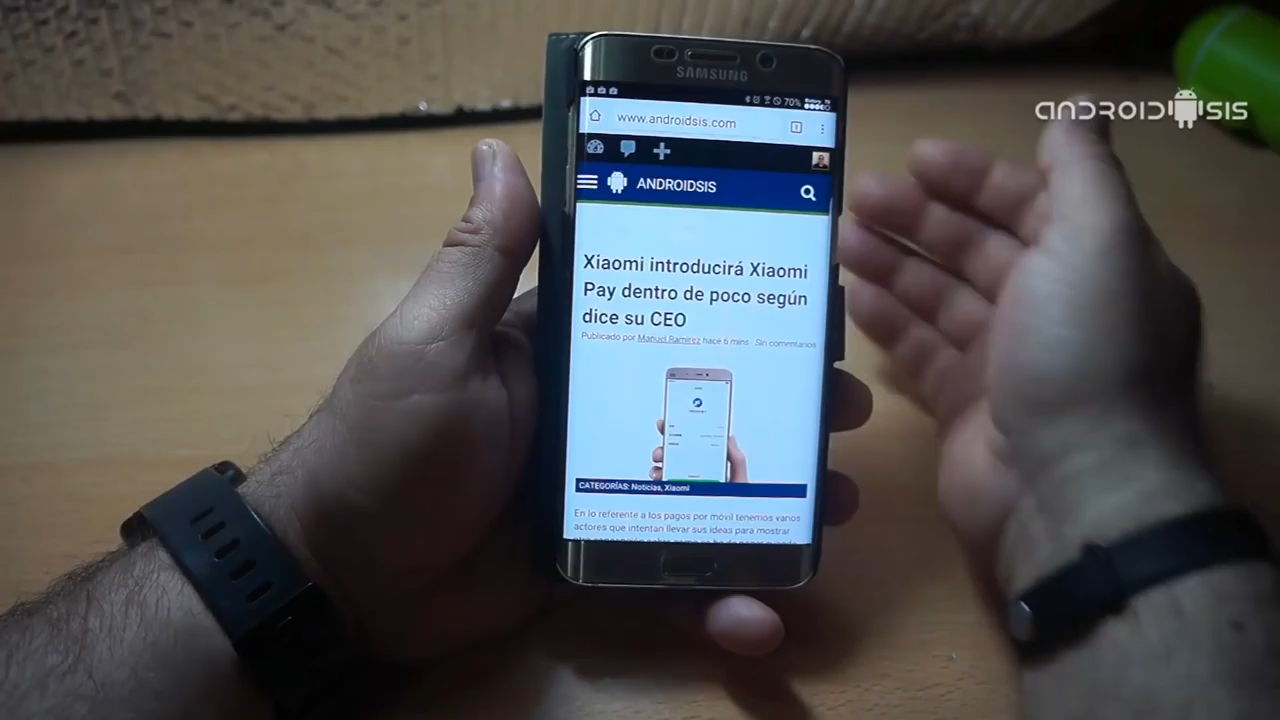 SAMSUNG
70%
www.androidsis.com
ANDROIDSIS
ANDROIDSIS
Xiaomi introducirá Xiaomi
Pay dentro de poco según
dice su CEO
Publicado por Manuel Ramírez hace 6 mins Sin comentarios
CATEGORÍAS: Noticias, Xiaomi
En lo referente a los pagos por móvil tenemos varios
actores que intentan llevar sus ideas para mostrar